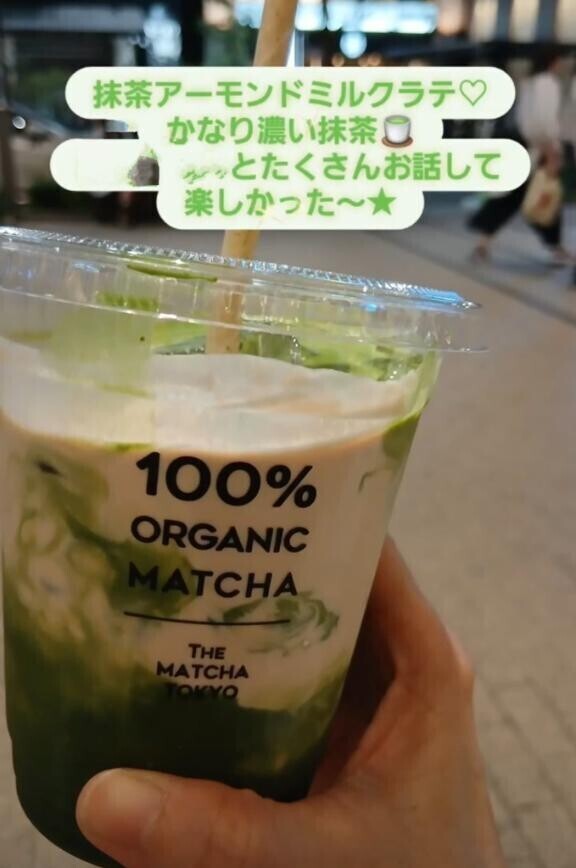 抹茶アーモンドミルクラテ♡
かなり濃い抹茶🍵
とたくさんお話して
楽しかった〜★
100%
ORGANIC
MATCHA
THE
MATCHA
TOKYO